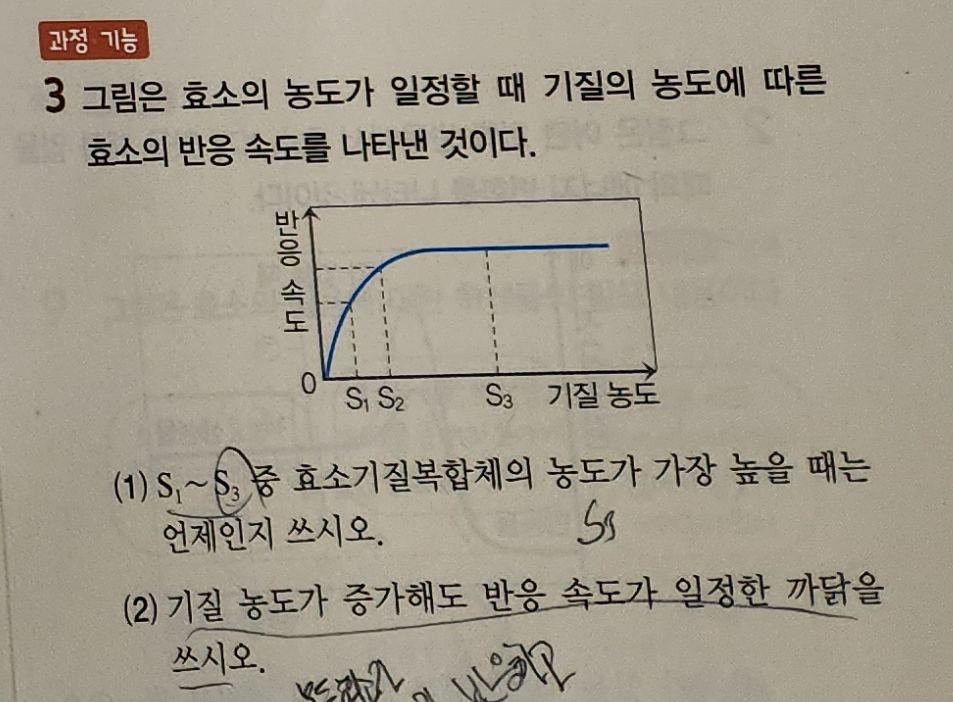 과정 기능
3 그림은 효소의 농도가 일정할 때 기질의 농도에 따른
효소의 반응 속도를 나타낸 것이다.
반응 속도
0
S₁ S₂ S₃ 기질 농도
(1) S₁~S₃ 중 효소기질복합체의 농도가 가장 높을 때는
언제인지 쓰시오.
S₃
(2) 기질 농도가 증가해도 반응 속도가 일정한 까닭을
쓰시오.